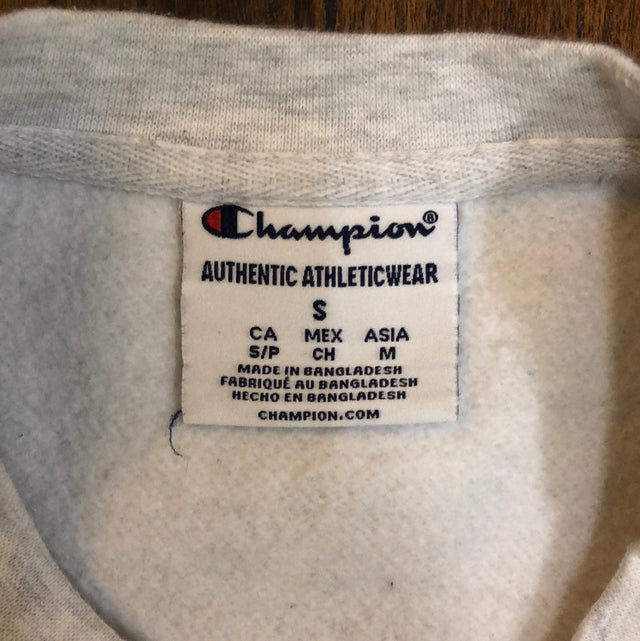 Champion®
AUTHENTIC ATHLETICWEAR
S
CA MEX ASIA
S/P CH M
MADE IN BANGLADESH
FABRIQUÉ AU BANGLADESH
HECHO EN BANGLADESH
CHAMPION.COM